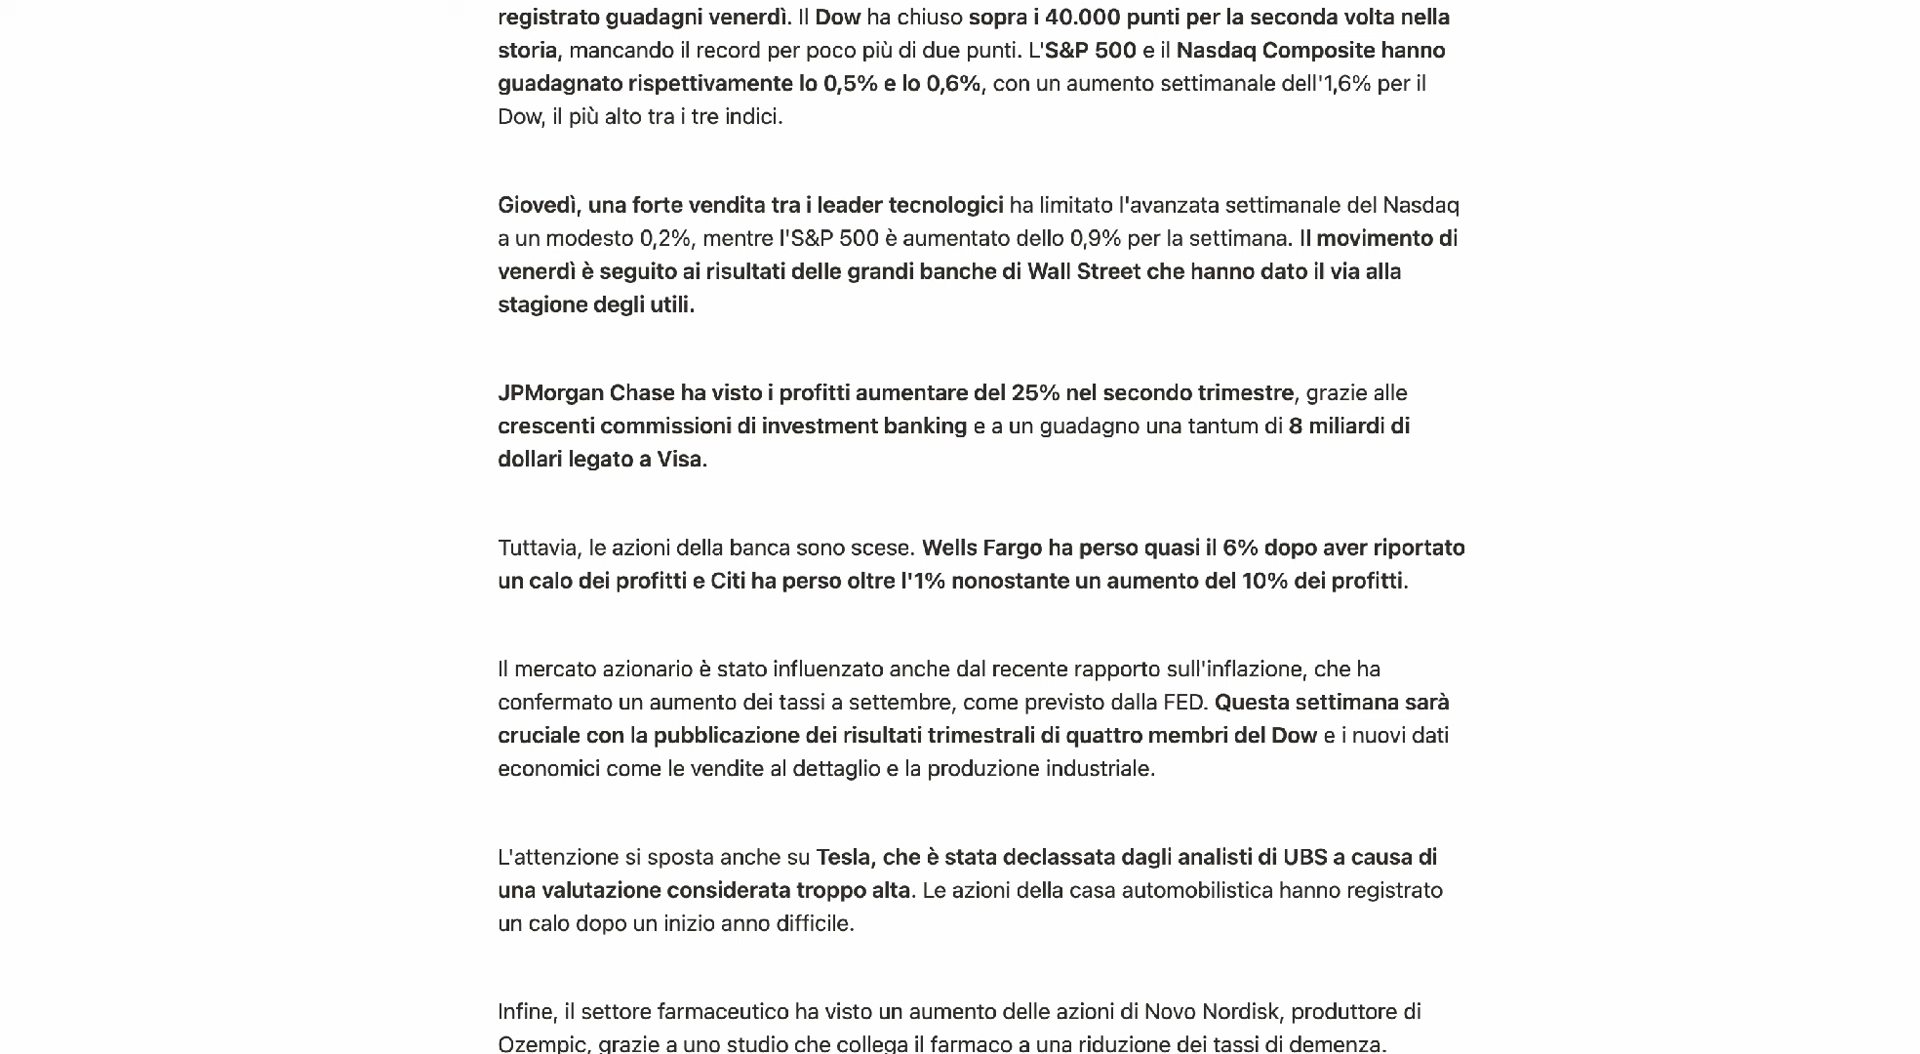 registrato guadagni venerdì. Il Dow ha chiuso sopra i 40.000 punti per la seconda volta nella
storia, mancando il record per poco più di due punti. L'S&P 500 e il Nasdaq Composite hanno
guadagnato rispettivamente lo 0,5% e lo 0,6%, con un aumento settimanale dell'1,6% per il
Dow, il più alto tra i tre indici.
Giovedì, una forte vendita tra i leader tecnologici ha limitato l'avanzata settimanale del Nasdaq
a un modesto 0,2%, mentre l'S&P 500 è aumentato dello 0,9% per la settimana. Il movimento di
venerdì è seguito ai risultati delle grandi banche di Wall Street che hanno dato il via alla
stagione degli utili.
JPMorgan Chase ha visto i profitti aumentare del 25% nel secondo trimestre, grazie alle
crescenti commissioni di investment banking e a un guadagno una tantum di 8 miliardi di
dollari legato a Visa.
Tuttavia, le azioni della banca sono scese. Wells Fargo ha perso quasi il 6% dopo aver riportato
un calo dei profitti e Citi ha perso oltre l'1% nonostante un aumento del 10% dei profitti.
Il mercato azionario è stato influenzato anche dal recente rapporto sull'inflazione, che ha
confermato un aumento dei tassi a settembre, come previsto dalla FED. Questa settimana sarà
cruciale con la pubblicazione dei risultati trimestrali di quattro membri del Dow e i nuovi dati
economici come le vendite al dettaglio e la produzione industriale.
L'attenzione si sposta anche su Tesla, che è stata declassata dagli analisti di UBS a causa di
una valutazione considerata troppo alta. Le azioni della casa automobilistica hanno registrato
un calo dopo un inizio anno difficile.
Infine, il settore farmaceutico ha visto un aumento delle azioni di Novo Nordisk, produttore di
Ozempic, grazie a uno studio che collega il farmaco a una riduzione dei tassi di demenza.